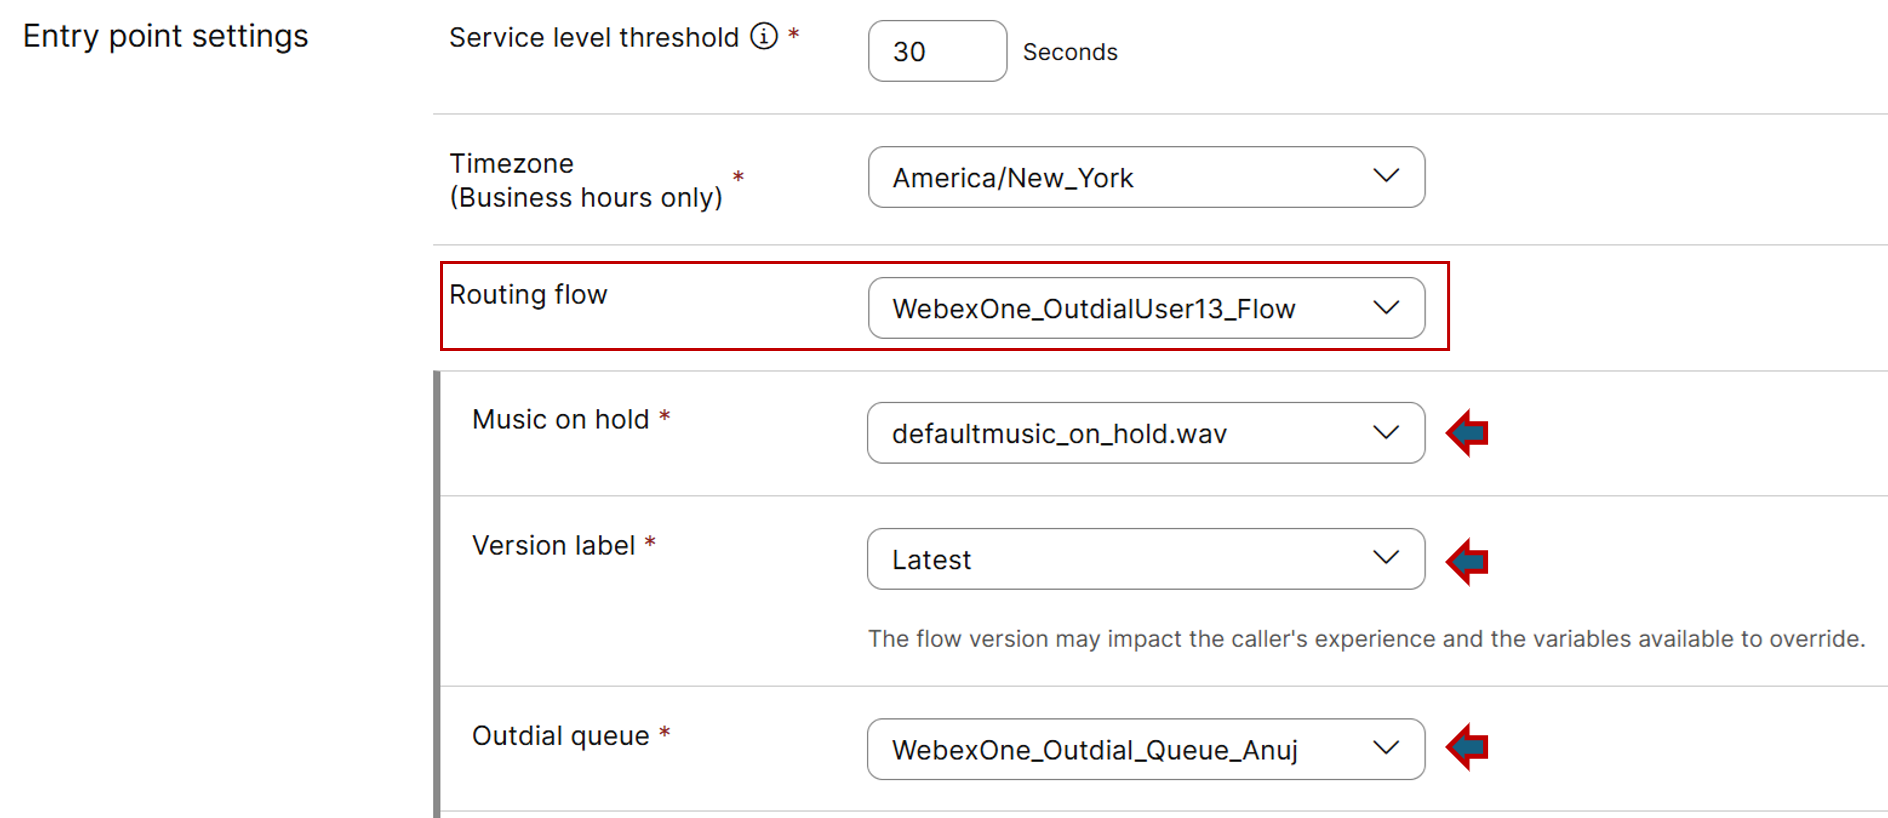 Entry point settings
Service level threshold *
30 Seconds
Timezone
(Business hours only) *
America/New_York
Routing flow
WebexOne_OutdialUser13_Flow
Music on hold *
defaultmusic_on_hold.wav
Version label *
Latest
The flow version may impact the caller's experience and the variables available to override.
Outdial queue *
WebexOne_Outdial_Queue_Anuj